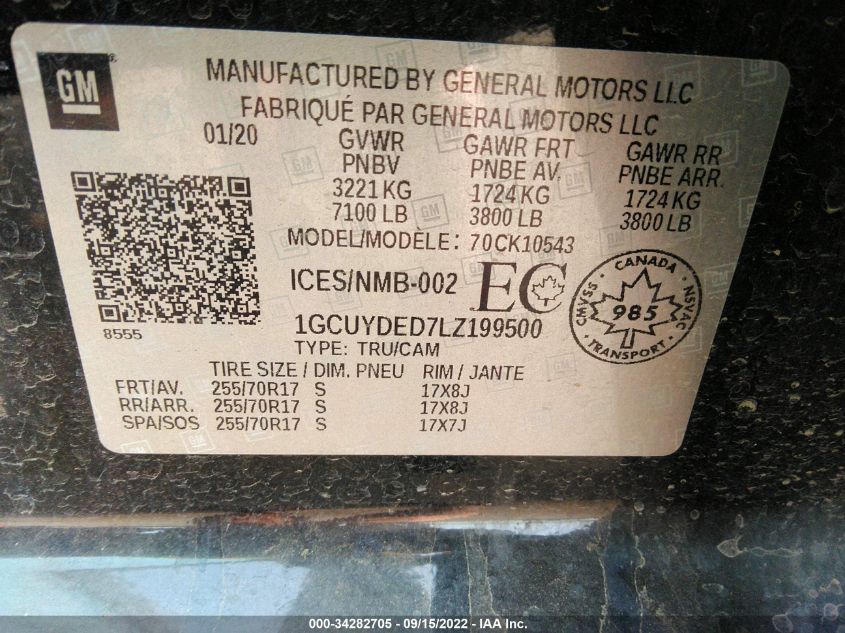 GM
MANUFACTURED BY GENERAL MOTORS LLC
FABRIQUÉ PAR GENERAL MOTORS LLC
01/20 GVWR GAWR FRT GAWR RR
PNBV PNBE AV. PNBE ARR.
3221 KG 1724 KG 1724 KG
7100 LB 3800 LB 3800 LB
MODEL/MODÈLE: 70CK10543
ICES/NMB-002 EC
CANADA
CMVSS 985 NSVAC
TRANSPORT
8555
1GCUYDED7LZ199500
TYPE: TRU/CAM
TIRE SIZE / DIM. PNEU RIM / JANTE
FRT/AV. 255/70R17 S 17X8J
RR/ARR. 255/70R17 S 17X8J
SPA/SOS 255/70R17 S 17X7J
000-34282705 - 09/15/2022 - IAA Inc.